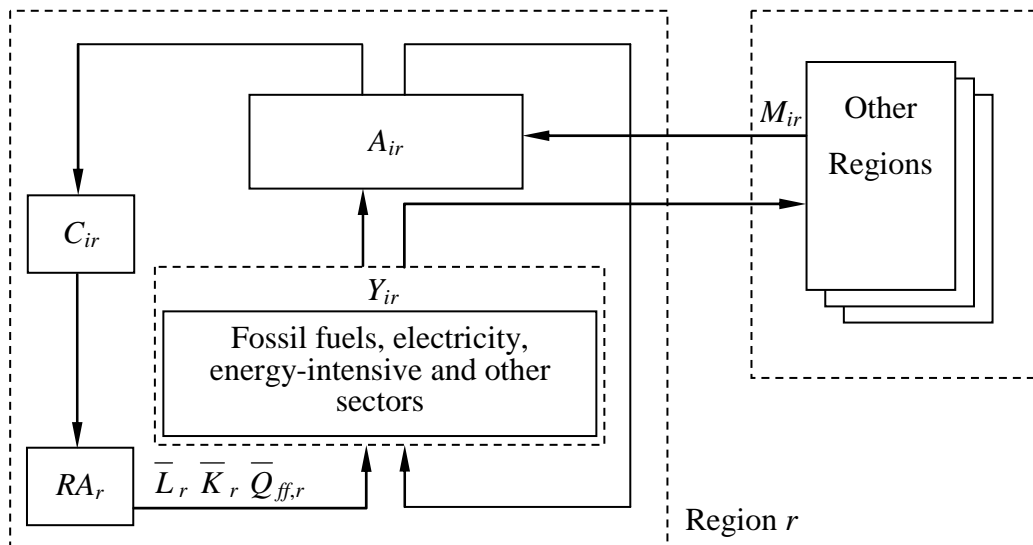 M_ir
Other
Regions
A_ir
C_ir
Y_ir
Fossil fuels, electricity,
energy-intensive and other
sectors
RA_r
L̅_r K̅_r Q̅_ff,r
Region r